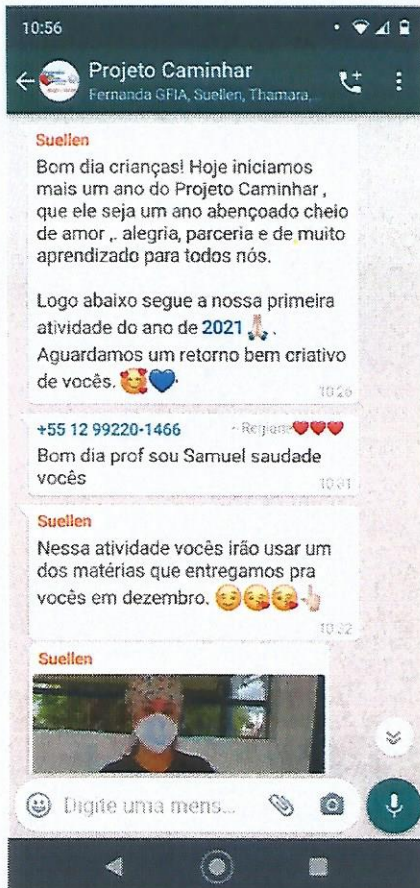 10:56
Projeto Caminhar
Fernanda GFIA, Suellen, Thamara,...
Suellen
Bom dia crianças! Hoje iniciamos
mais um ano do Projeto Caminhar ,
que ele seja um ano abençoado cheio
de amor ,. alegria, parceria e de muito
aprendizado para todos nós.
Logo abaixo segue a nossa primeira
atividade do ano de 2021 🙏🏻.
Aguardamos um retorno bem criativo
de vocês. 🥰💙
10:26
+55 12 99220-1466 ~ Regiane❤️❤️❤️
Bom dia prof sou Samuel saudade
vocês
10:31
Suellen
Nessa atividade vocês irão usar um
dos matérias que entregamos pra
vocês em dezembro. 😉😘😘👆🏻
10:32
Suellen
Digite uma mens...